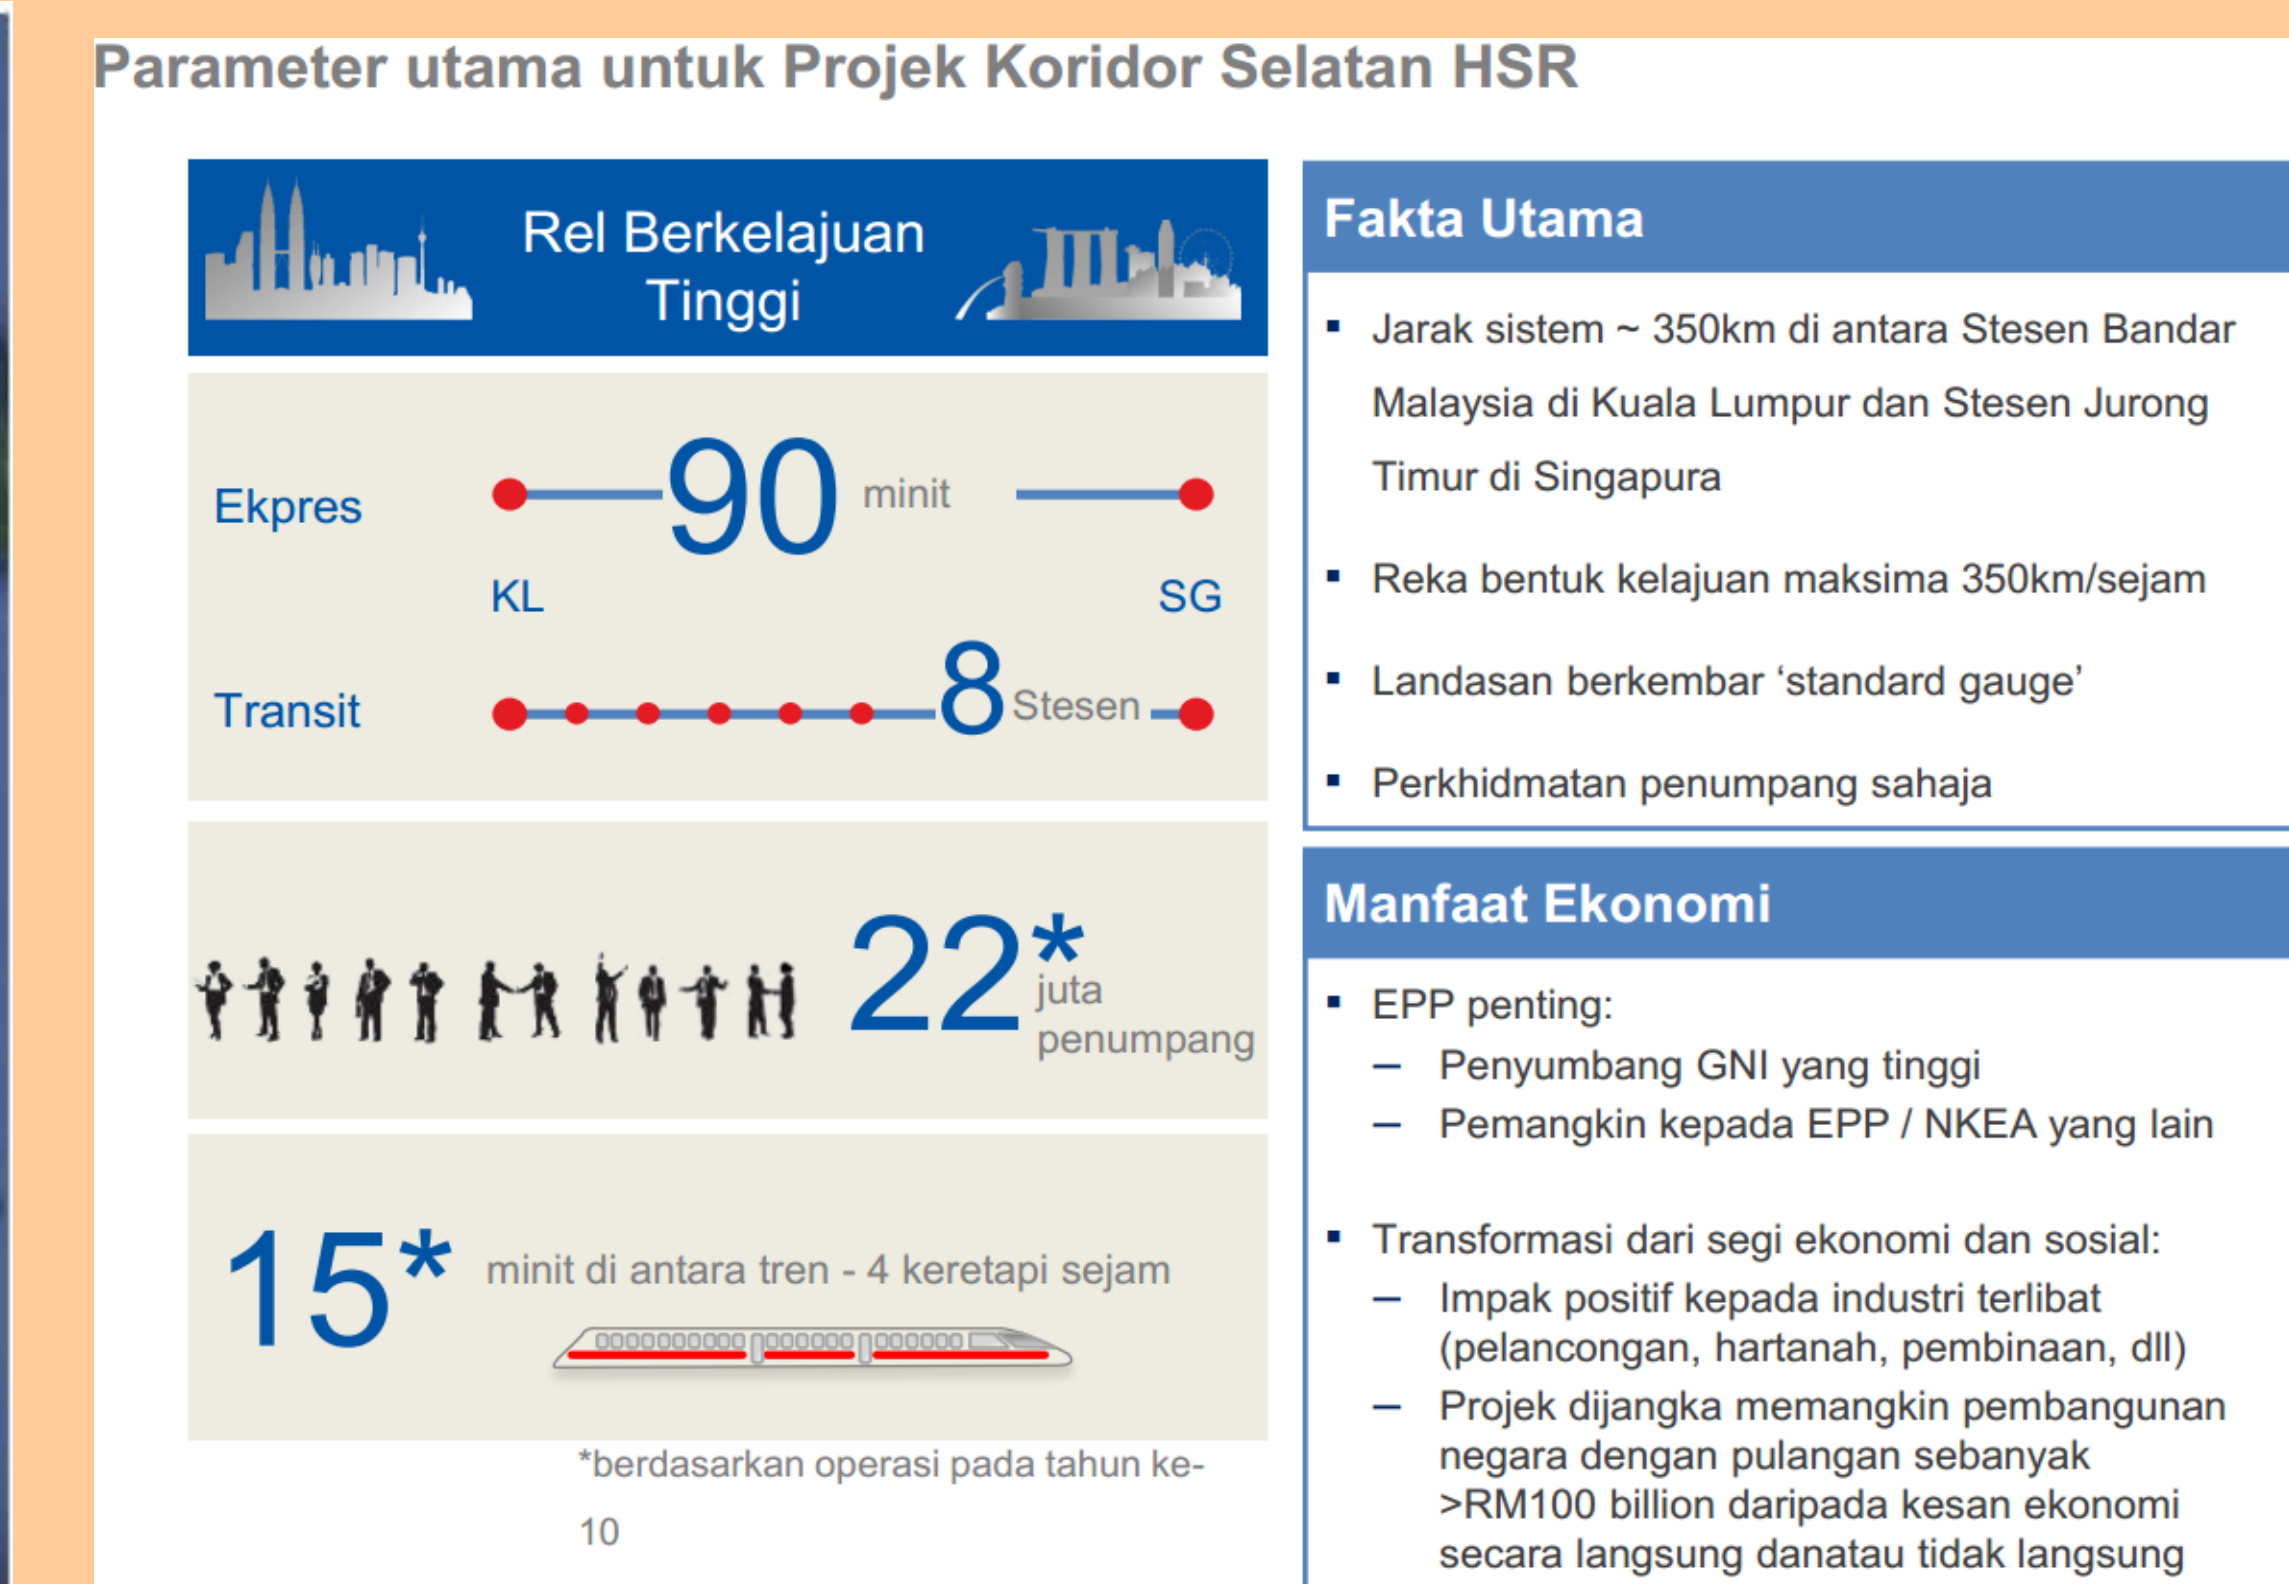 Parameter utama untuk Projek Koridor Selatan HSR
Rel Berkelajuan
Tinggi
Ekpres
90 minit
KL
SG
Transit
8 Stesen
22*
juta
penumpang
15* minit di antara tren - 4 keretapi sejam
*berdasarkan operasi pada tahun ke-
10
Fakta Utama
▪ Jarak sistem ~ 350km di antara Stesen Bandar
Malaysia di Kuala Lumpur dan Stesen Jurong
Timur di Singapura
▪ Reka bentuk kelajuan maksima 350km/sejam
▪ Landasan berkembar ‘standard gauge’
▪ Perkhidmatan penumpang sahaja
Manfaat Ekonomi
▪ EPP penting:
– Penyumbang GNI yang tinggi
– Pemangkin kepada EPP / NKEA yang lain
▪ Transformasi dari segi ekonomi dan sosial:
– Impak positif kepada industri terlibat
(pelancongan, hartanah, pembinaan, dll)
– Projek dijangka memangkin pembangunan
negara dengan pulangan sebanyak
>RM100 billion daripada kesan ekonomi
secara langsung danatau tidak langsung